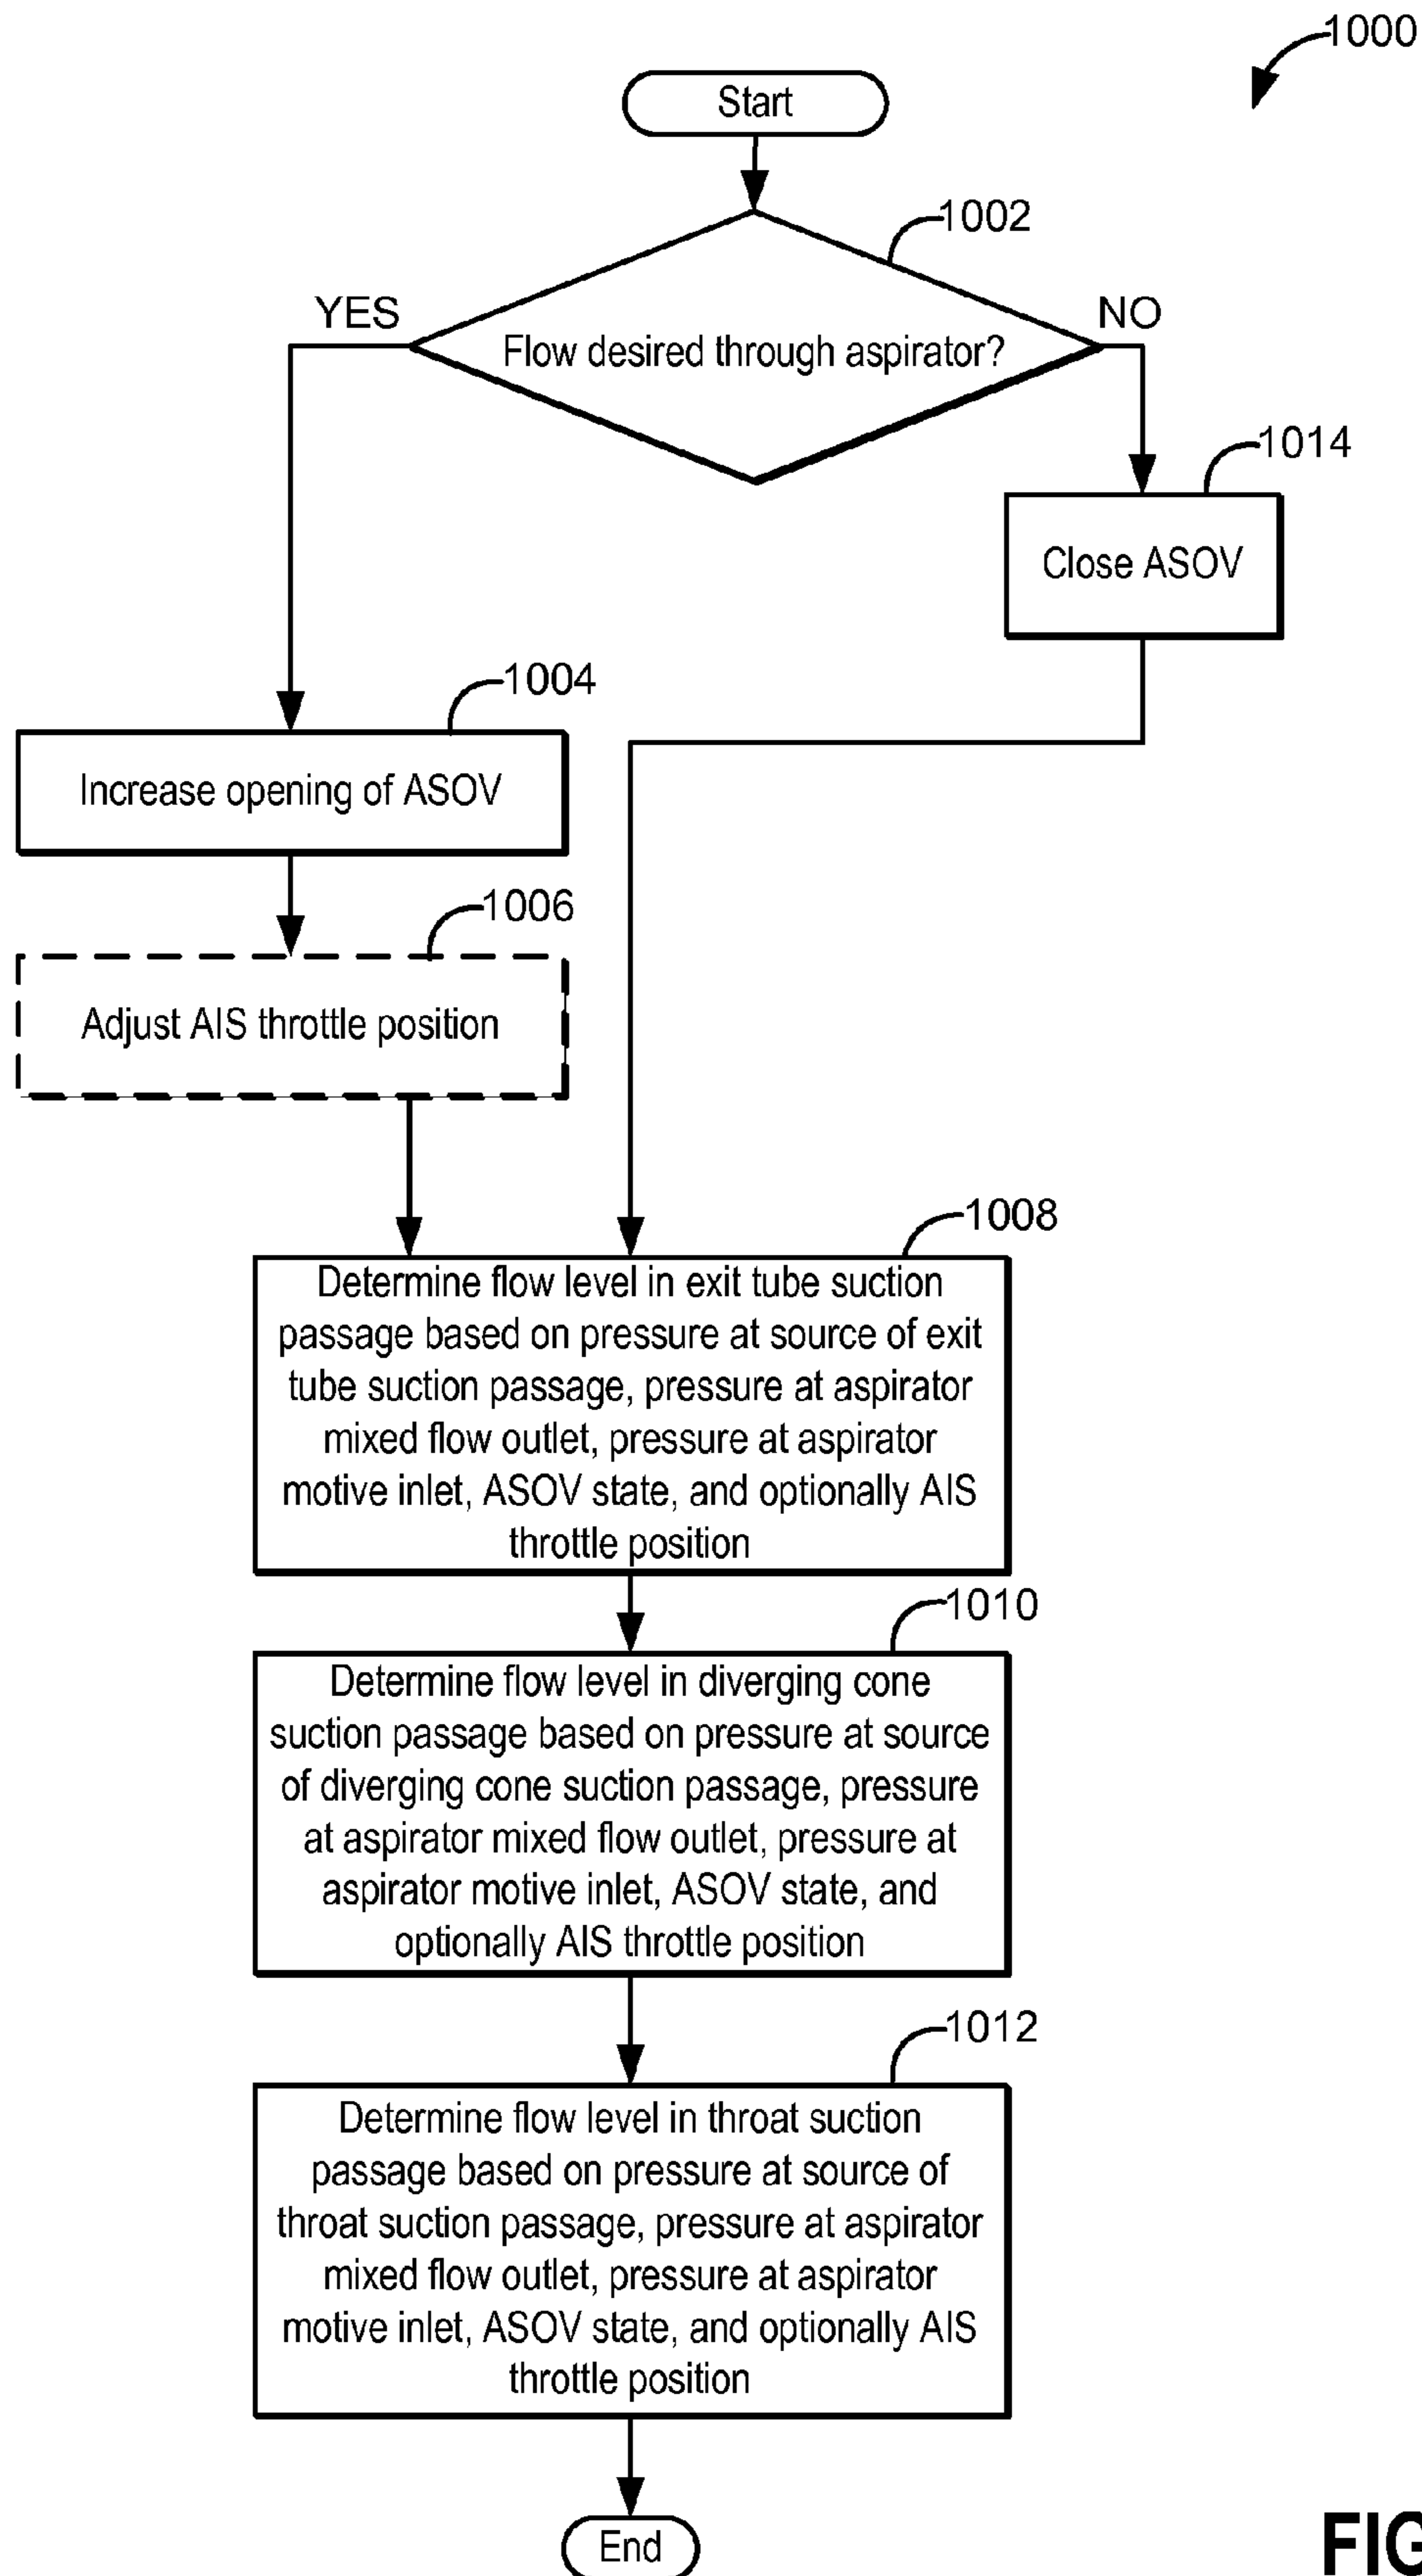 1000
Start
1002
YES
NO
Flow desired through aspirator?
1014
Close ASOV
1004
Increase opening of ASOV
1006
Adjust AIS throttle position
1008
Determine flow level in exit tube suction
passage based on pressure at source of exit
tube suction passage, pressure at aspirator
mixed flow outlet, pressure at aspirator
motive inlet, ASOV state, and optionally AIS
throttle position
1010
Determine flow level in diverging cone
suction passage based on pressure at source
of diverging cone suction passage, pressure
at aspirator mixed flow outlet, pressure at
aspirator motive inlet, ASOV state, and
optionally AIS throttle position
1012
Determine flow level in throat suction
passage based on pressure at source of
throat suction passage, pressure at aspirator
mixed flow outlet, pressure at aspirator
motive inlet, ASOV state, and optionally AIS
throttle position
End
FIG